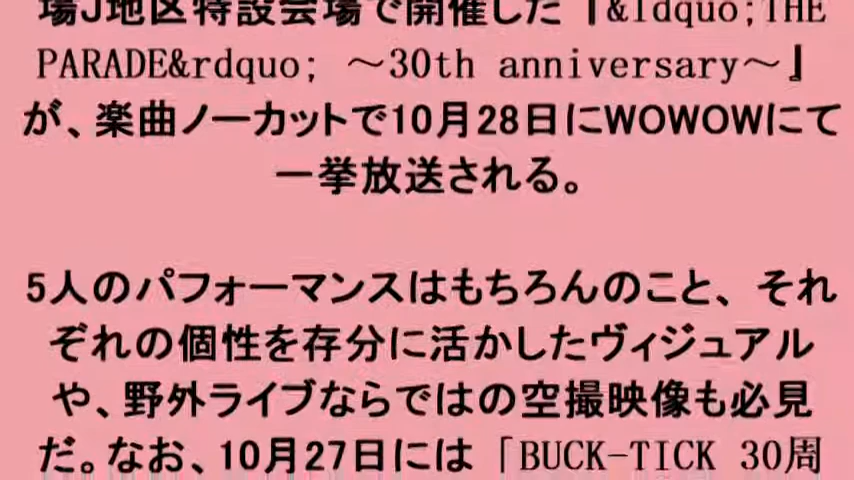 場J地区特設会場で開催した『&ldquo;THE
PARADE&rdquo; ～30th anniversary～』
が、楽曲ノーカットで10月28日にWOWOWにて
一挙放送される。
5人のパフォーマンスはもちろんのこと、それ
ぞれの個性を存分に活かしたヴィジュアル
や、野外ライブならではの空撮映像も必見
だ。なお、10月27日には「BUCK-TICK 30周